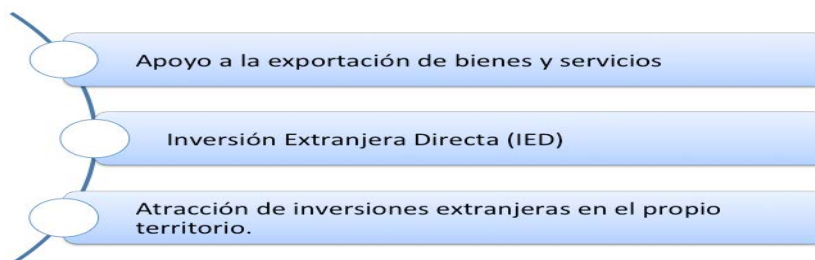 Apoyo a la exportación de bienes y servicios
Inversión Extranjera Directa (IED)
Atracción de inversiones extranjeras en el propio
territorio.